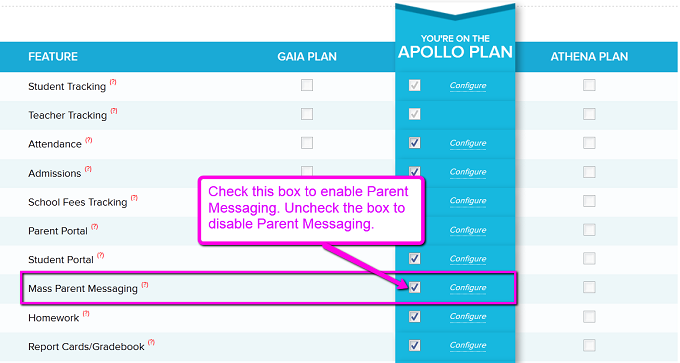 YOU'RE ON THE
FEATURE GAIA PLAN APOLLO PLAN ATHENA PLAN
Student Tracking (?) Configure
Teacher Tracking (?)
Attendance (?) Configure
Admissions (?) Configure
Check this box to enable Parent
School Fees Tracking (?) Messaging. Uncheck the box to Configure
disable Parent Messaging.
Parent Portal (?) Configure
Student Portal (?) Configure
Mass Parent Messaging (?) Configure
Homework (?) Configure
Report Cards/Gradebook (?) Configure